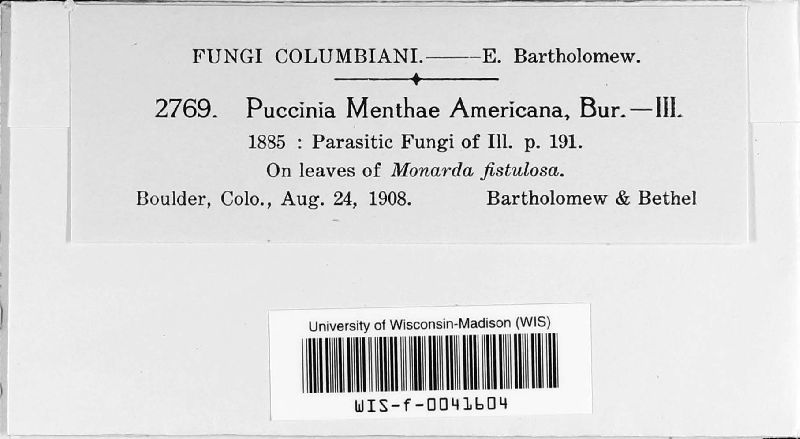 FUNGI COLUMBIANI.——E. Bartholomew.
2769. Puccinia Menthae Americana, Bur.—III.
1885 : Parasitic Fungi of Ill. p. 191.
On leaves of Monarda fistulosa.
Boulder, Colo., Aug. 24, 1908. Bartholomew & Bethel
University of Wisconsin-Madison (WIS)
WIS-f-0041604